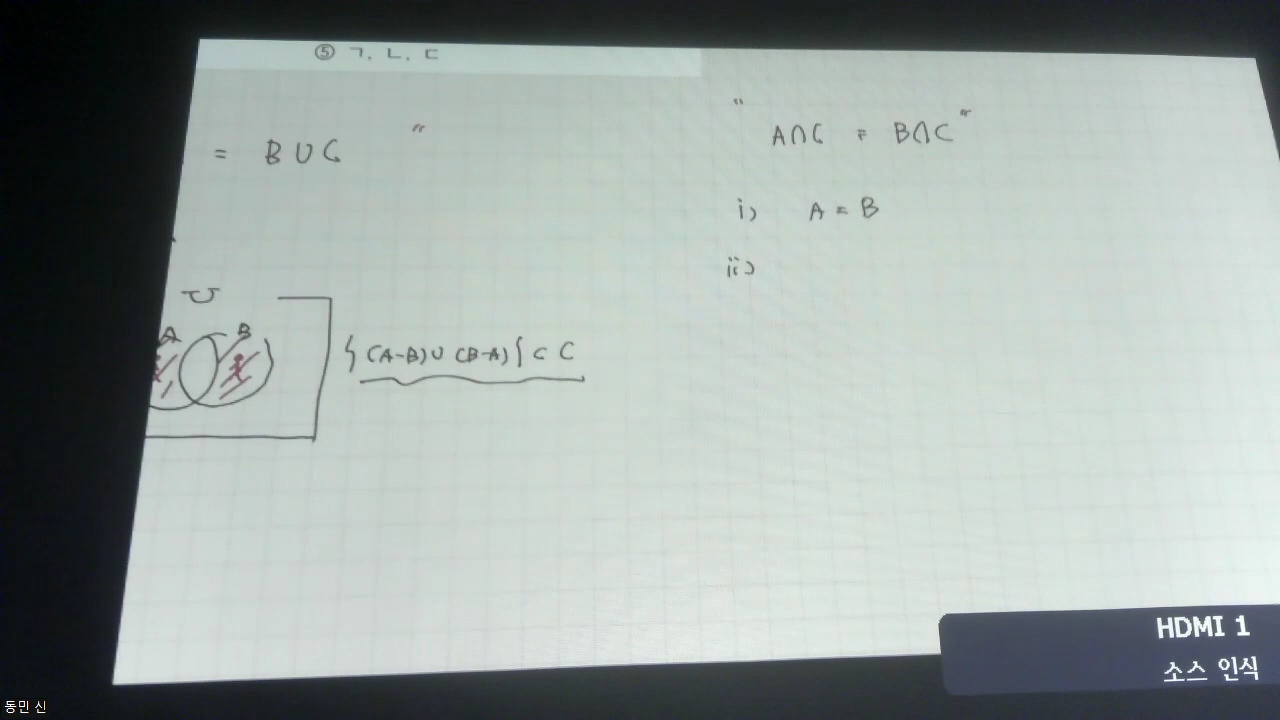 ⑤ ㄱ, ㄴ, ㄷ
= B∪C "
" A∩C = B∩C "
i) A = B
ii)
U
A B
{(A-B)∪(B-A)}⊂C
HDMI 1
소스 인식
동민 신